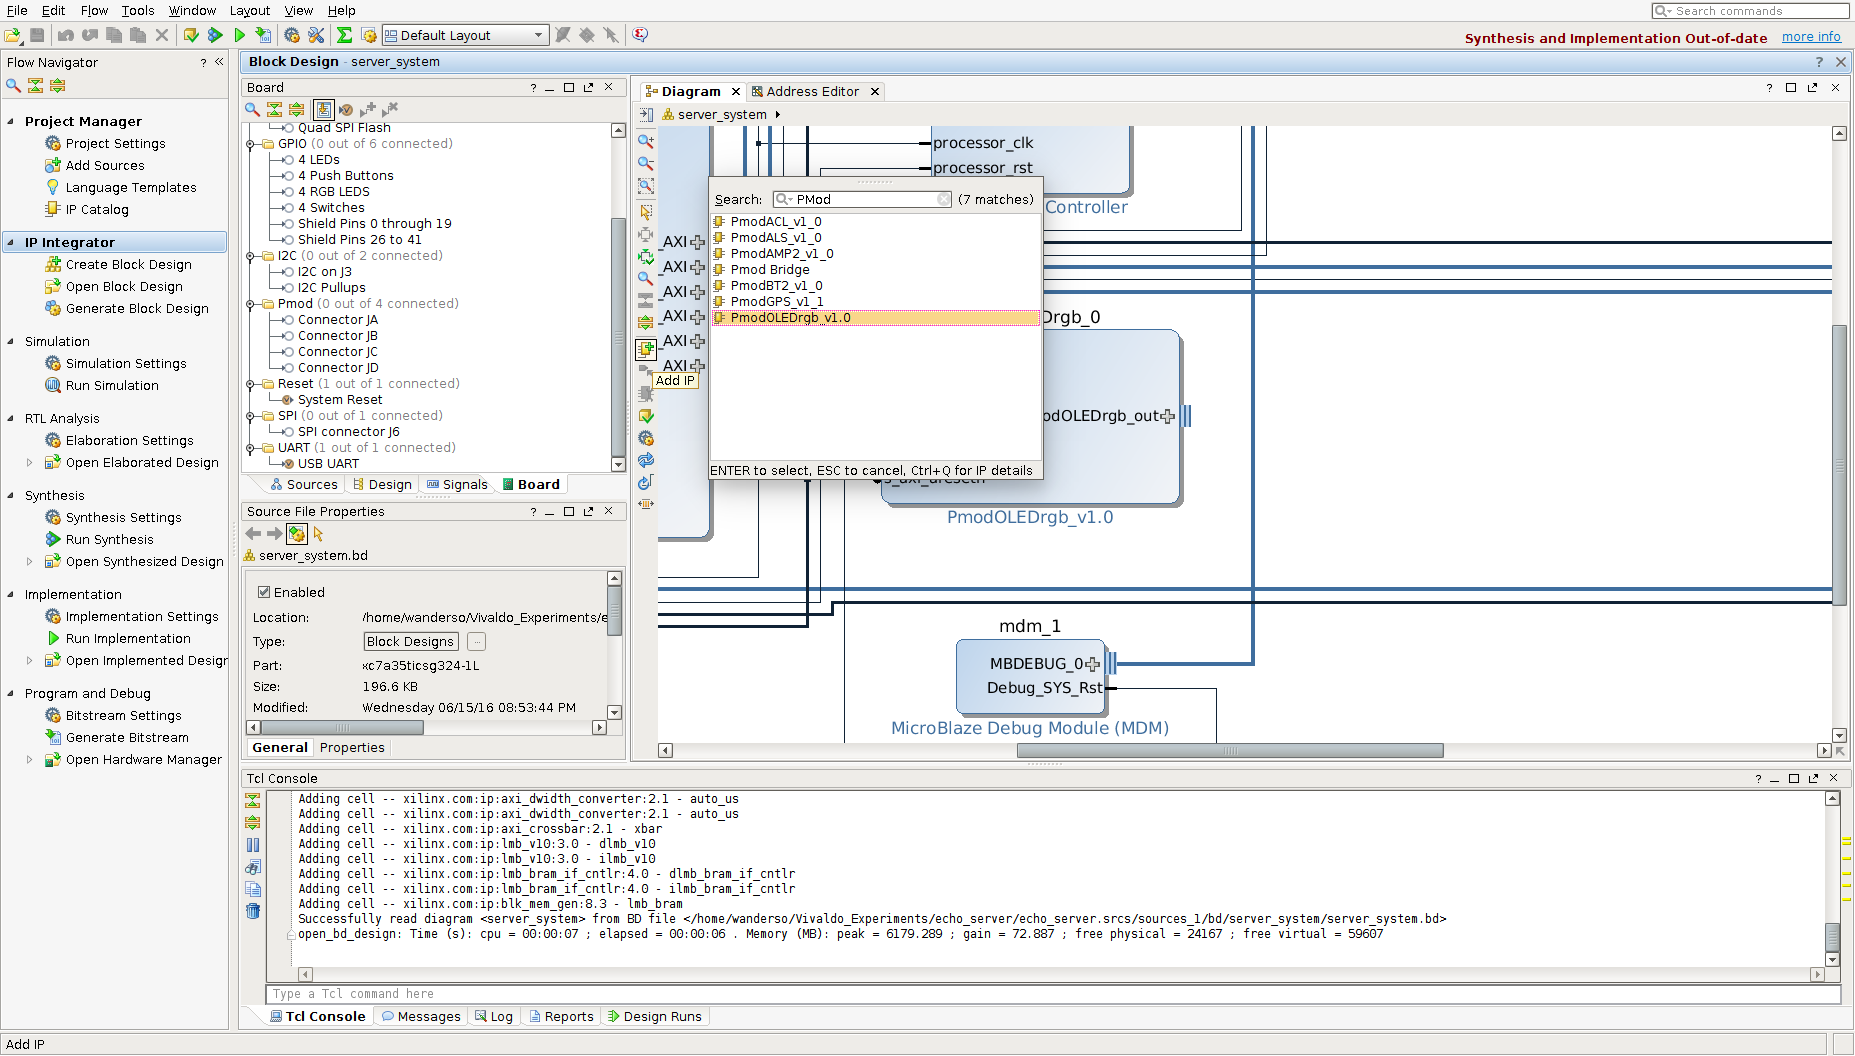 File Edit Flow Tools Window Layout View Help
Search commands
Default Layout
Synthesis and Implementation Out-of-date more info
Flow Navigator ? «
Project Manager
Project Settings
Add Sources
Language Templates
IP Catalog
IP Integrator
Create Block Design
Open Block Design
Generate Block Design
Simulation
Simulation Settings
Run Simulation
RTL Analysis
Elaboration Settings
Open Elaborated Design
Synthesis
Synthesis Settings
Run Synthesis
Open Synthesized Design
Implementation
Implementation Settings
Run Implementation
Open Implemented Design
Program and Debug
Bitstream Settings
Generate Bitstream
Open Hardware Manager
Block Design - server_system
Board
Quad SPI Flash
GPIO (0 out of 6 connected)
4 LEDs
4 Push Buttons
4 RGB LEDS
4 Switches
Shield Pins 0 through 19
Shield Pins 26 to 41
I2C (0 out of 2 connected)
I2C on J3
I2C Pullups
Pmod (0 out of 4 connected)
Connector JA
Connector JB
Connector JC
Connector JD
Reset (1 out of 1 connected)
System Reset
SPI (0 out of 1 connected)
SPI connector J6
UART (1 out of 1 connected)
USB UART
Sources Design Signals Board
Source File Properties
server_system.bd
Enabled
Location: /home/wanderso/Vivaldo_Experiments/e
Type: Block Designs ...
Part: xc7a35ticsg324-1L
Size: 196.6 KB
Modified: Wednesday 06/15/16 08:53:44 PM
General Properties
Diagram Address Editor
server_system
processor_clk
processor_rst
Controller
_AXI
_AXI
_AXI
_AXI
_AXI
_AXI
Add IP
Search: PMod (7 matches)
PmodACL_v1_0
PmodALS_v1_0
PmodAMP2_v1_0
Pmod Bridge
PmodBT2_v1_0
PmodGPS_v1_1
PmodOLEDrgb_v1.0
ENTER to select, ESC to cancel, Ctrl+Q for IP details
Drgb_0
odOLEDrgb_out
s_axi_aresetn
PmodOLEDrgb_v1.0
mdm_1
MBDEBUG_0
Debug_SYS_Rst
MicroBlaze Debug Module (MDM)
Tcl Console
Adding cell -- xilinx.com:ip:axi_dwidth_converter:2.1 - auto_us
Adding cell -- xilinx.com:ip:axi_dwidth_converter:2.1 - auto_us
Adding cell -- xilinx.com:ip:axi_crossbar:2.1 - xbar
Adding cell -- xilinx.com:ip:lmb_v10:3.0 - dlmb_v10
Adding cell -- xilinx.com:ip:lmb_v10:3.0 - ilmb_v10
Adding cell -- xilinx.com:ip:lmb_bram_if_cntlr:4.0 - dlmb_bram_if_cntlr
Adding cell -- xilinx.com:ip:lmb_bram_if_cntlr:4.0 - ilmb_bram_if_cntlr
Adding cell -- xilinx.com:ip:blk_mem_gen:8.3 - lmb_bram
Successfully read diagram <server_system> from BD file </home/wanderso/Vivaldo_Experiments/echo_server/echo_server.srcs/sources_1/bd/server_system/server_system.bd>
open_bd_design: Time (s): cpu = 00:00:07 ; elapsed = 00:00:06 . Memory (MB): peak = 6179.289 ; gain = 72.887 ; free physical = 24167 ; free virtual = 59607
Type a Tcl command here
Tcl Console Messages Log Reports Design Runs
Add IP